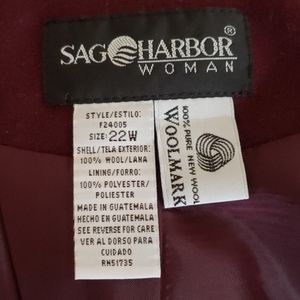 SAG HARBOR®
WOMAN
STYLE/ESTILO:
F24005
SIZE: 22W
SHELL/TELA EXTERIOR:
100% WOOL/LANA
LINING/FORRO:
100% POLYESTER/
POLIESTER
MADE IN GUATEMALA
HECHO EN GUATEMALA
SEE REVERSE FOR CARE
VER AL DORSO PARA
CUIDADO
RN51735
100% PURE NEW WOOL
WOOLMARK